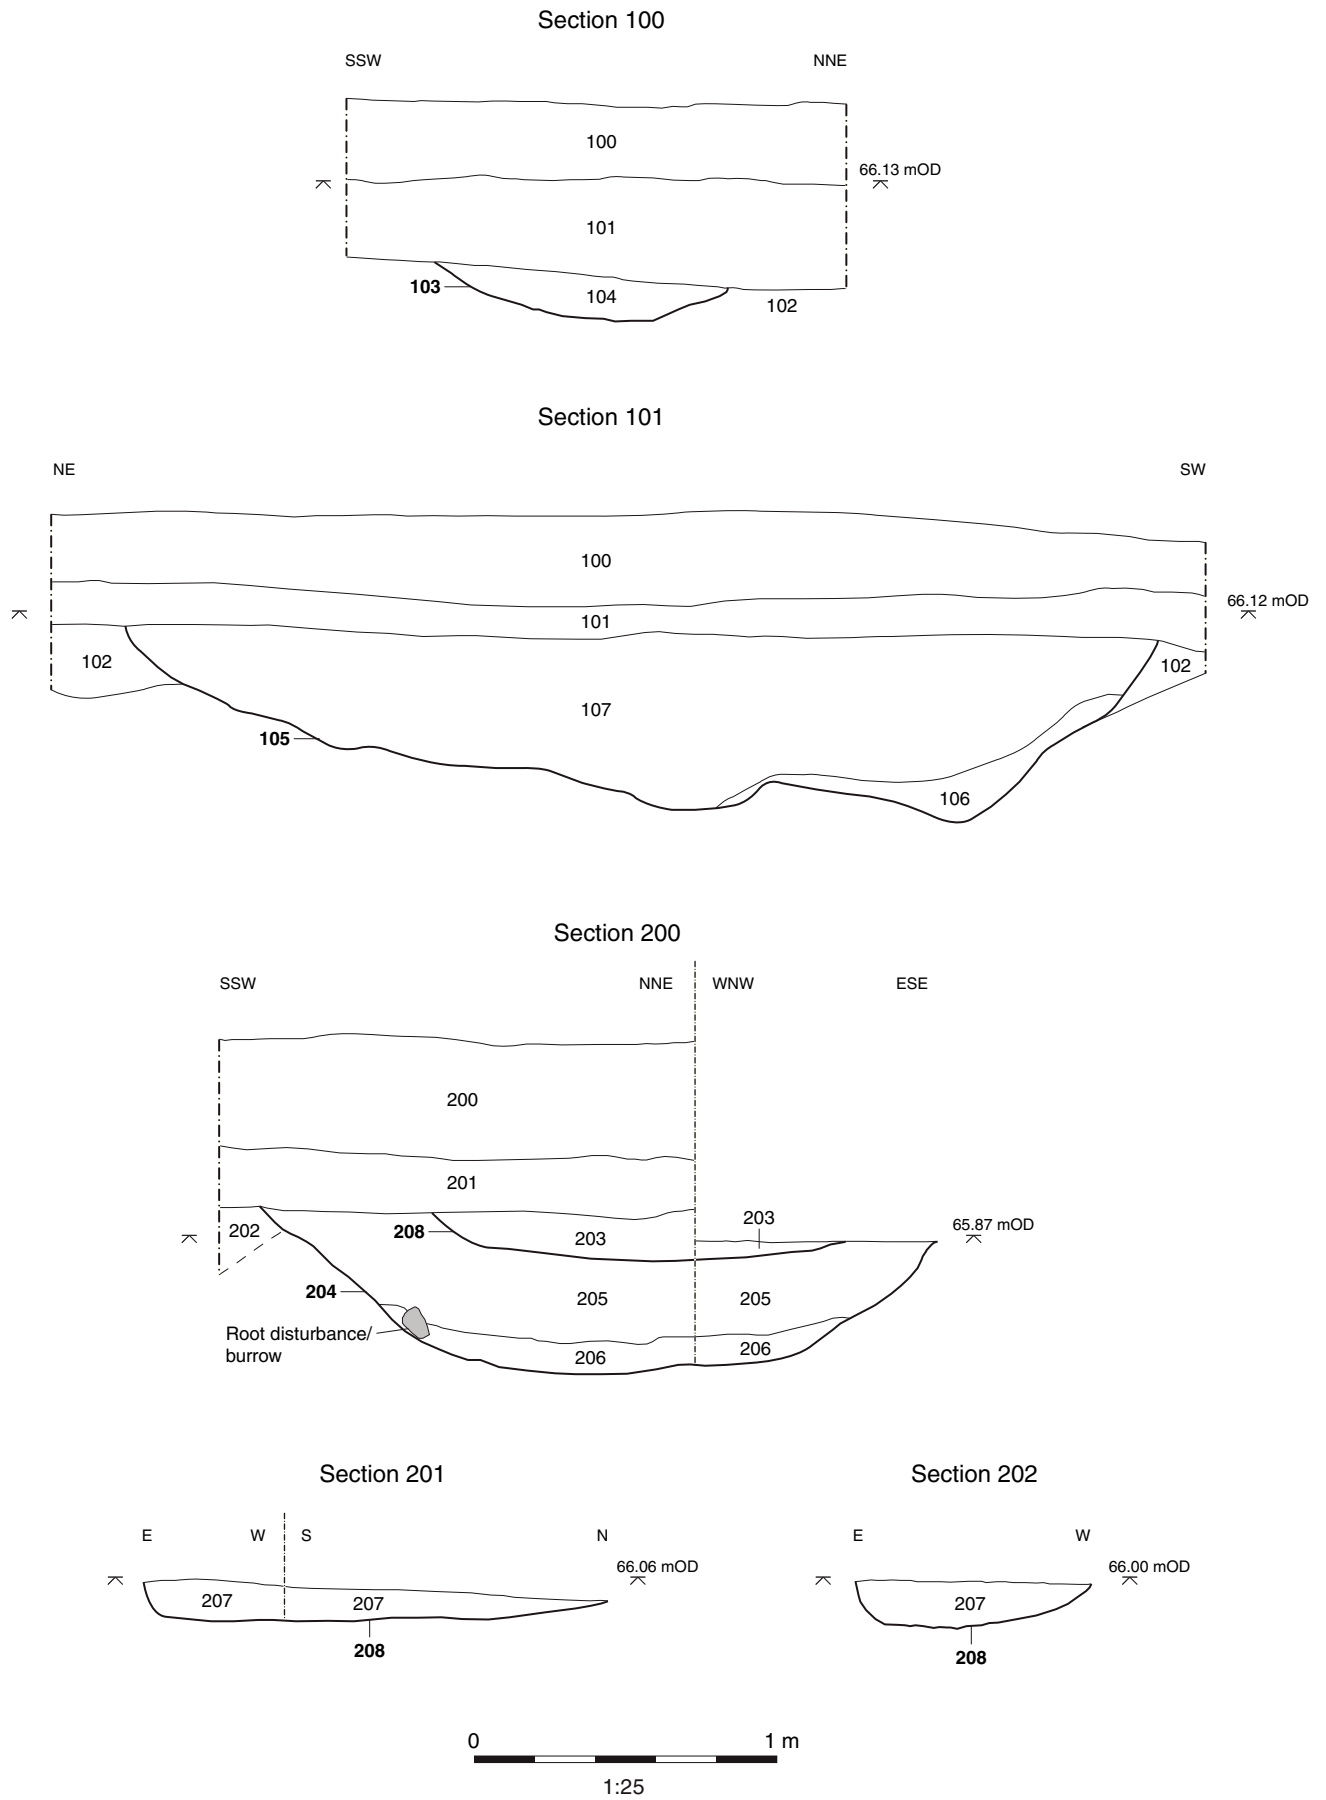 Section 100
SSW NNE
100
66.13 mOD
101
103
104
102
Section 101
NE SW
100
66.12 mOD
101
102 102
107
105
106
Section 200
SSW NNE WNW ESE
200
201
203
65.87 mOD
202 208 203
204 205 205
Root disturbance/
burrow
206 206
Section 201
E W S N
66.06 mOD
207 207
208
Section 202
E W
66.00 mOD
207
208
0 1 m
1:25